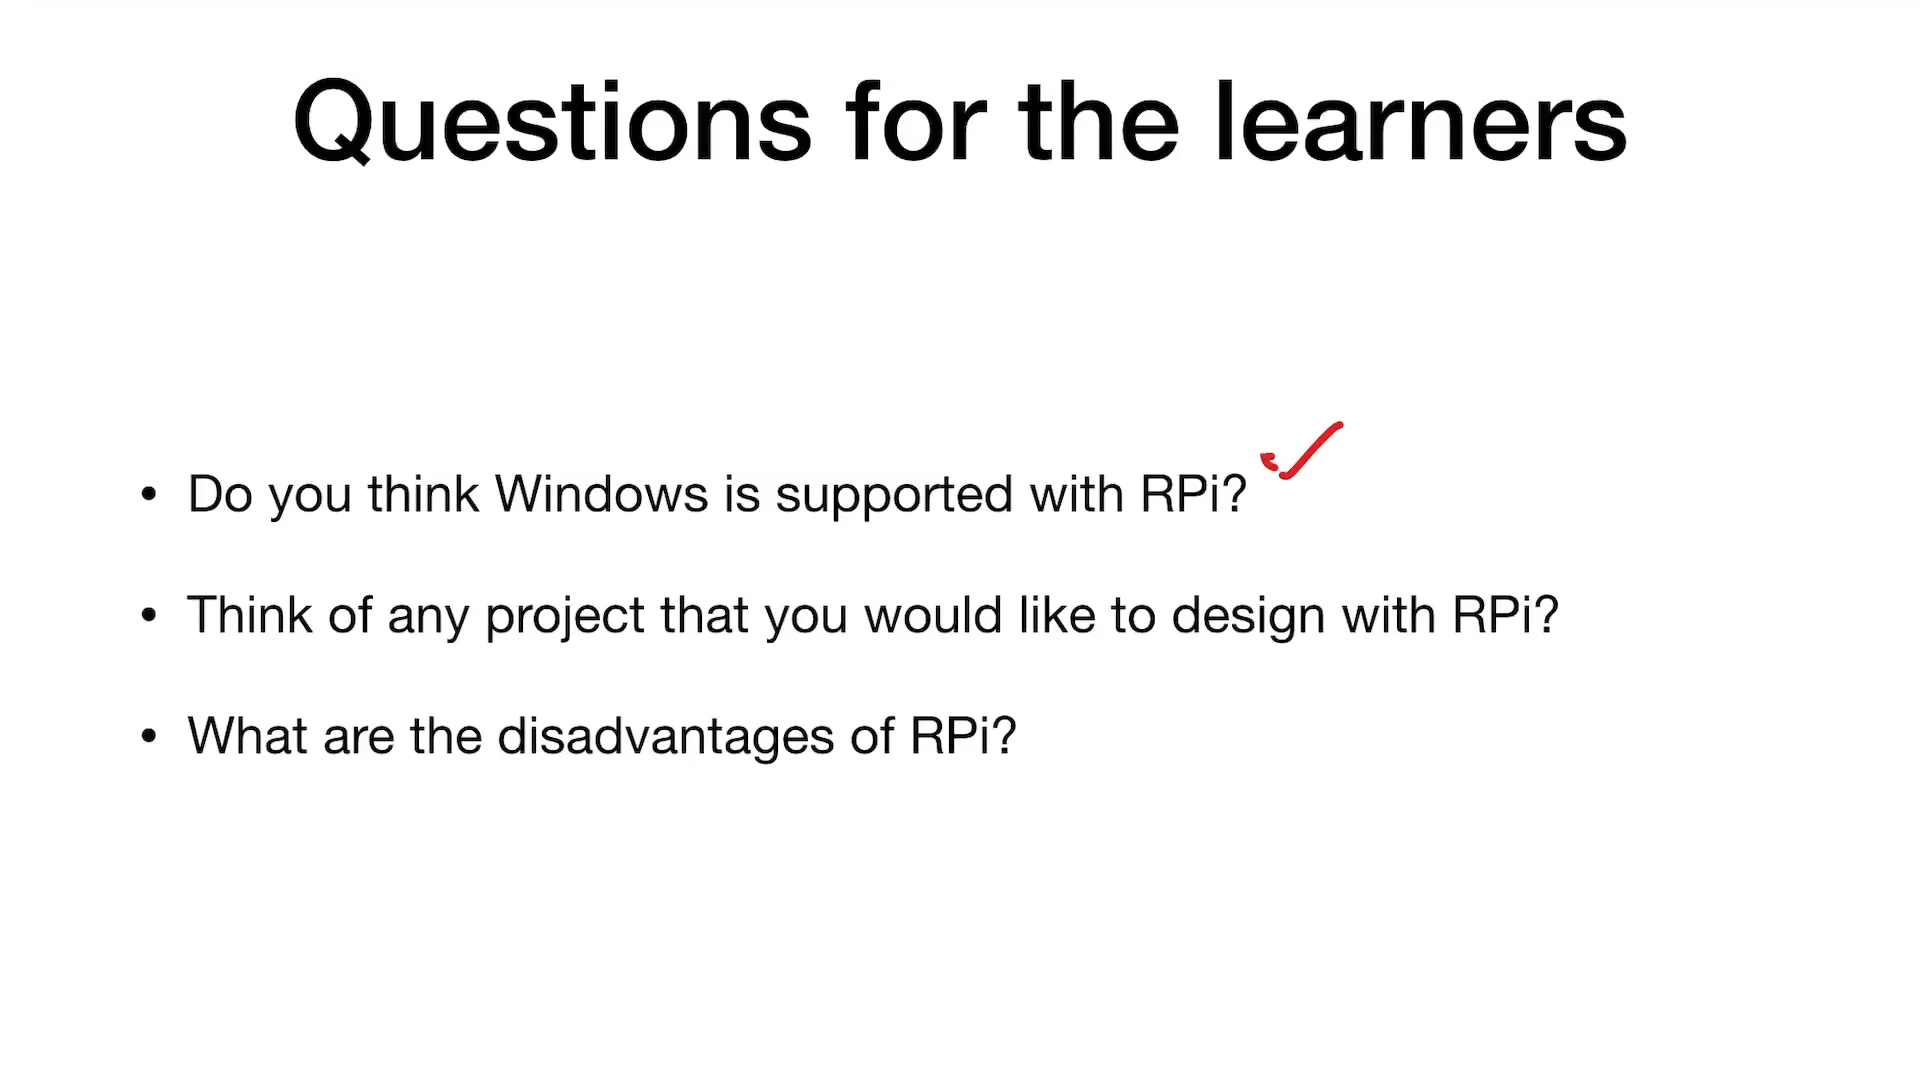 Questions for the learners
• Do you think Windows is supported with RPi?
• Think of any project that you would like to design with RPi?
• What are the disadvantages of RPi?